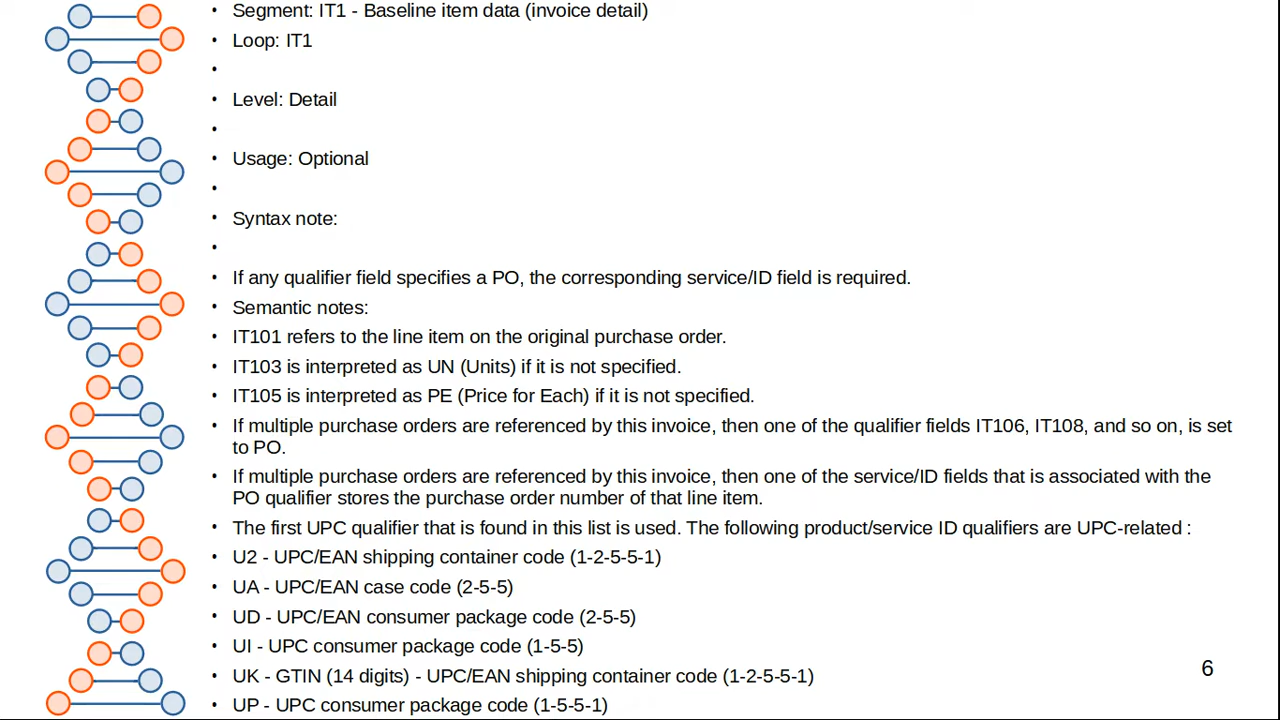 • Segment: IT1 - Baseline item data (invoice detail)
• Loop: IT1
•
• Level: Detail
•
• Usage: Optional
•
• Syntax note:
•
• If any qualifier field specifies a PO, the corresponding service/ID field is required.
• Semantic notes:
• IT101 refers to the line item on the original purchase order.
• IT103 is interpreted as UN (Units) if it is not specified.
• IT105 is interpreted as PE (Price for Each) if it is not specified.
• If multiple purchase orders are referenced by this invoice, then one of the qualifier fields IT106, IT108, and so on, is set
to PO.
• If multiple purchase orders are referenced by this invoice, then one of the service/ID fields that is associated with the
PO qualifier stores the purchase order number of that line item.
• The first UPC qualifier that is found in this list is used. The following product/service ID qualifiers are UPC-related :
• U2 - UPC/EAN shipping container code (1-2-5-5-1)
• UA - UPC/EAN case code (2-5-5)
• UD - UPC/EAN consumer package code (2-5-5)
• UI - UPC consumer package code (1-5-5)
• UK - GTIN (14 digits) - UPC/EAN shipping container code (1-2-5-5-1)
• UP - UPC consumer package code (1-5-5-1)
6